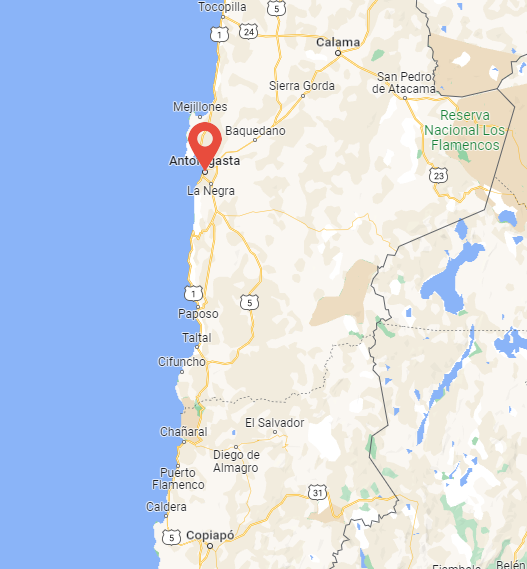 Tocopilla
5
1
24
Calama
Sierra Gorda
San Pedro
de Atacama
Mejillones
Reserva
Nacional Los
Flamencos
Baquedano
Antofagasta
23
La Negra
1
5
Paposo
Taltal
Cifuncho
El Salvador
Chañaral
Diego de
Almagro
Puerto
Flamenco
31
Caldera
5
Copiapó
Belén